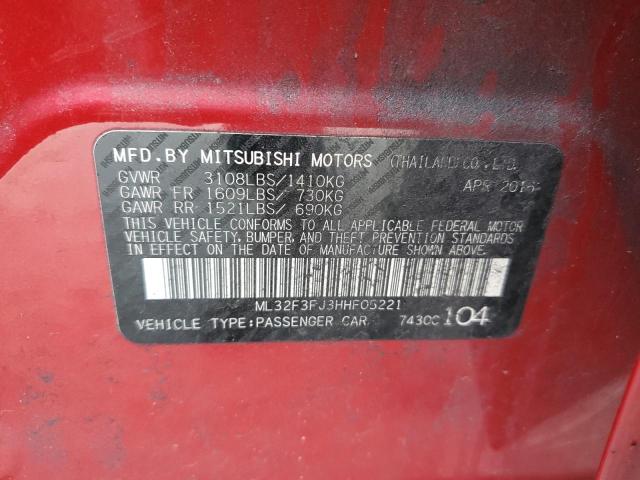 MFD.BY MITSUBISHI MOTORS (THAILAND) CO., LTD.
GVWR 3108LBS/1410KG APR 2016
GAWR FR 1609LBS/ 730KG
GAWR RR 1521LBS/ 690KG
THIS VEHICLE CONFORMS TO ALL APPLICABLE FEDERAL MOTOR
VEHICLE SAFETY, BUMPER, AND THEFT PREVENTION STANDARDS
IN EFFECT ON THE DATE OF MANUFACTURE SHOWN ABOVE.
ML32F3FJ3HHF05221
VEHICLE TYPE:PASSENGER CAR 743CC 104